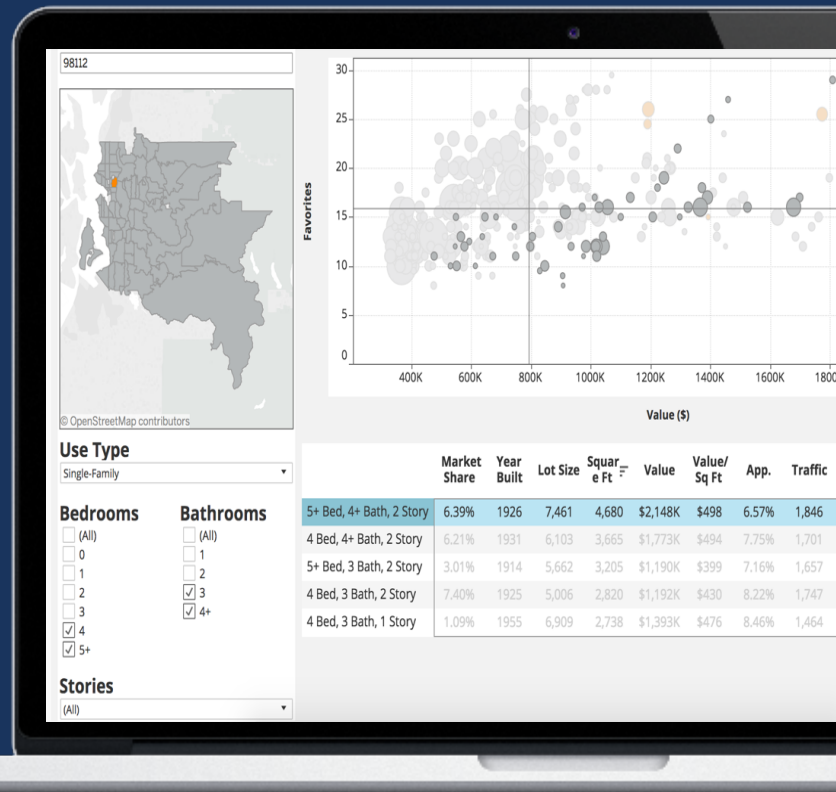 98112
© OpenStreetMap contributors
Use Type
Single-Family
Bedrooms
(All)
0
1
2
3
4
5+
Bathrooms
(All)
1
2
3
4+
Stories
(All)
Favorites
30
25
20
15
10
5
0
400K 600K 800K 1000K 1200K 1400K 1600K 1800
Value ($)
Market Share Year Built Lot Size Squar e Ft Value Value/ Sq Ft App. Traffic
5+ Bed, 4+ Bath, 2 Story 6.39% 1926 7,461 4,680 $2,148K $498 6.57% 1,846
4 Bed, 4+ Bath, 2 Story 6.21% 1931 6,103 3,665 $1,773K $494 7.75% 1,701
5+ Bed, 3 Bath, 2 Story 3.01% 1914 5,662 3,205 $1,190K $399 7.16% 1,657
4 Bed, 3 Bath, 2 Story 7.40% 1925 5,006 2,820 $1,192K $430 8.22% 1,747
4 Bed, 3 Bath, 1 Story 1.09% 1955 6,909 2,738 $1,393K $476 8.46% 1,464